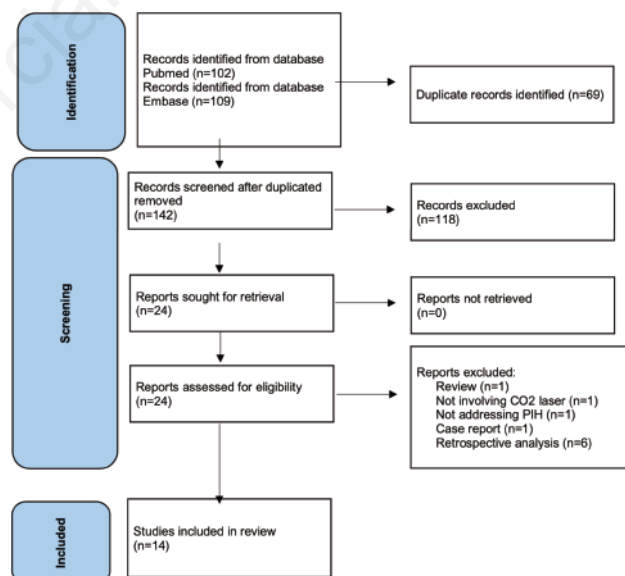 Identification
Records identified from database
Pubmed (n=102)
Records identified from database
Embase (n=109)
Duplicate records identified (n=69)
Screening
Records screened after duplicated
removed
(n=142)
Records excluded
(n=118)
Reports sought for retrieval
(n=24)
Reports not retrieved
(n=0)
Reports assessed for eligibility
(n=24)
Reports excluded:
Review (n=1)
Not involving CO2 laser (n=1)
Not addressing PIH (n=1)
Case report (n=1)
Retrospective analysis (n=6)
Included
Studies included in review
(n=14)